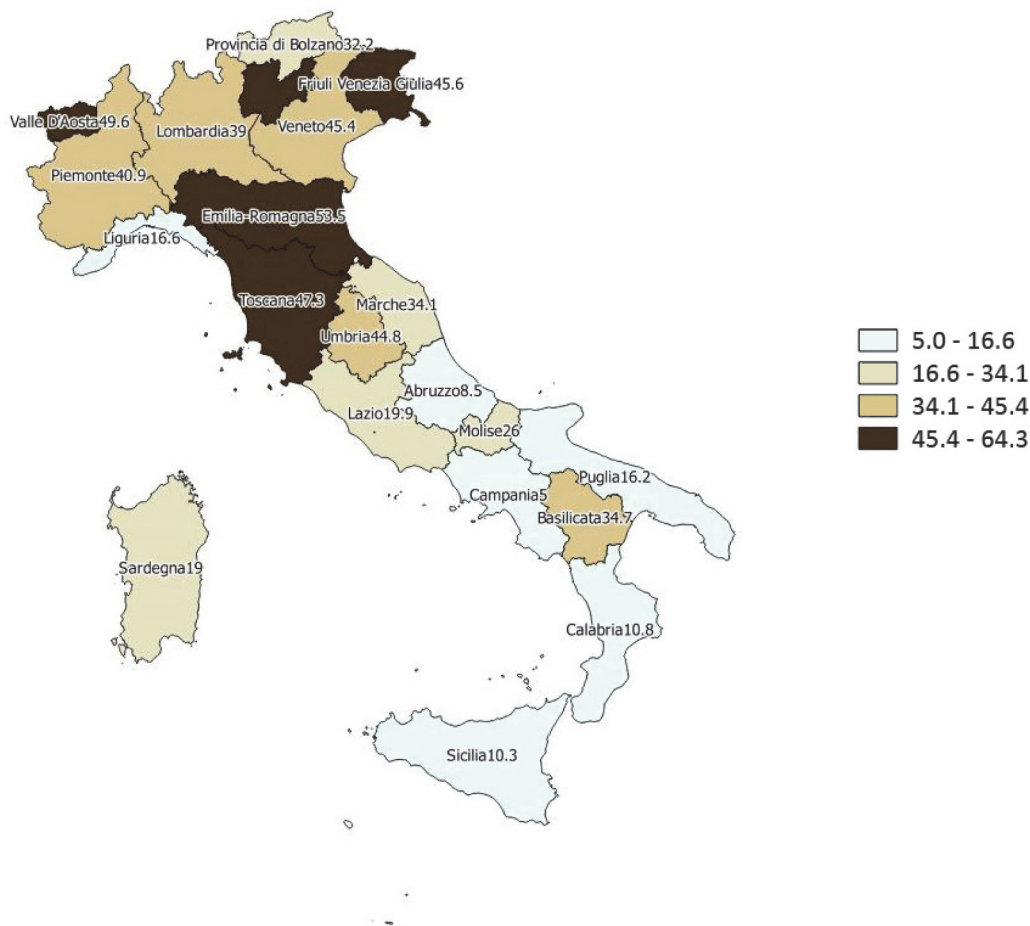 Provincia di Bolzano32.2
Friuli Venezia Giulia45.6
Valle D'Aosta49.6
Lombardia39
Veneto45.4
Piemonte40.9
Emilia-Romagna53.5
Liguria16.6
Toscana47.3
Marche34.1
Umbria44.8
Abruzzo8.5
Lazio19.9
Molise26
Puglia16.2
Campania5
Basilicata34.7
Sardegna19
Calabria10.8
Sicilia10.3
5.0 - 16.6
16.6 - 34.1
34.1 - 45.4
45.4 - 64.3